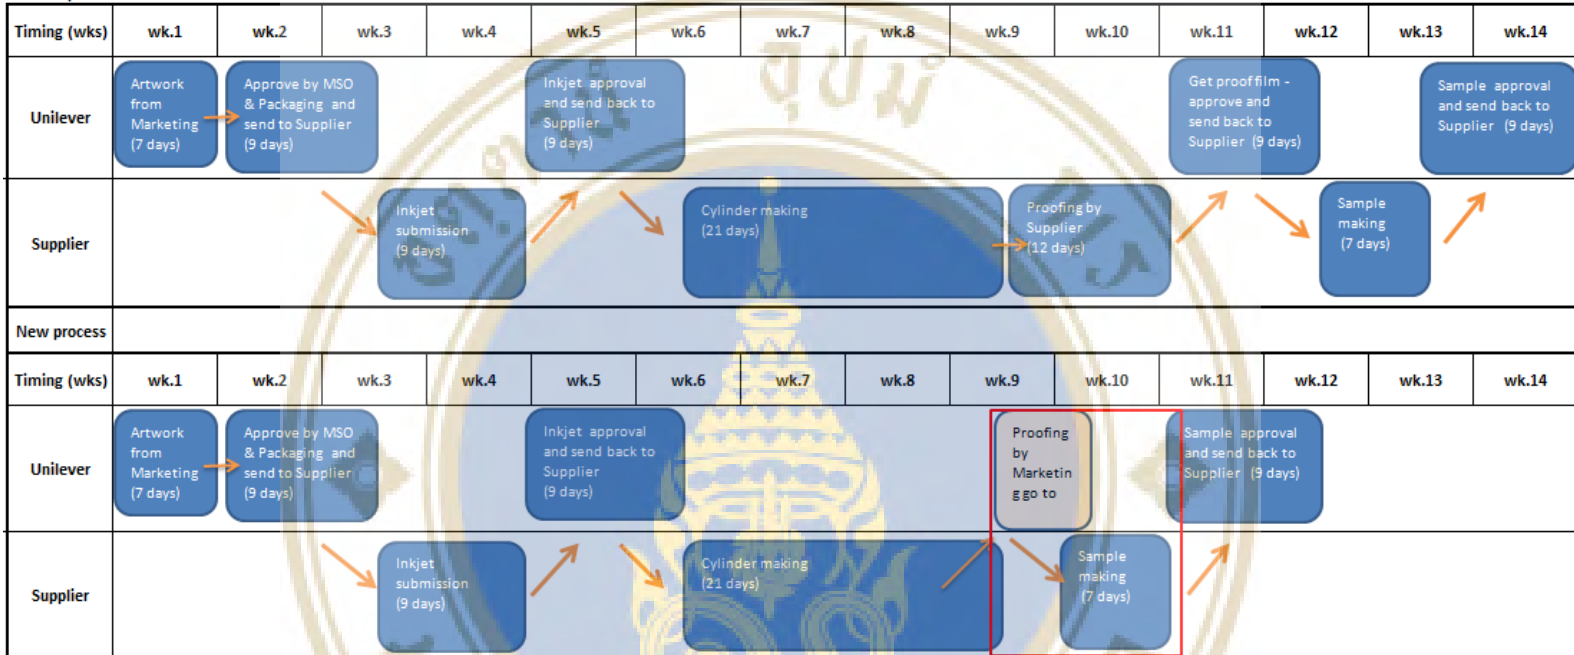 Timing (wks) wk.1 wk.2 wk.3 wk.4 wk.5 wk.6 wk.7 wk.8 wk.9 wk.10 wk.11 wk.12 wk.13 wk.14
Unilever
Artwork
from
Marketing
(7 days)
Approve by MSO
& Packaging and
send to Supplier
(9 days)
Inkjet approval
and send back to
Supplier
(9 days)
Get proof film -
approve and
send back to
Supplier (9 days)
Sample approval
and send back to
Supplier (9 days)
Supplier
Inkjet
submission
(9 days)
Cylinder making
(21 days)
Proofing by
Supplier
(12 days)
Sample
making
(7 days)
New process
Timing (wks) wk.1 wk.2 wk.3 wk.4 wk.5 wk.6 wk.7 wk.8 wk.9 wk.10 wk.11 wk.12 wk.13 wk.14
Unilever
Artwork
from
Marketing
(7 days)
Approve by MSO
& Packaging and
send to Supplier
(9 days)
Inkjet approval
and send back to
Supplier
(9 days)
Proofing
by
Marketin
g go to
Sample approval
and send back to
Supplier (9 days)
Supplier
Inkjet
submission
(9 days)
Cylinder making
(21 days)
Sample
making
(7 days)